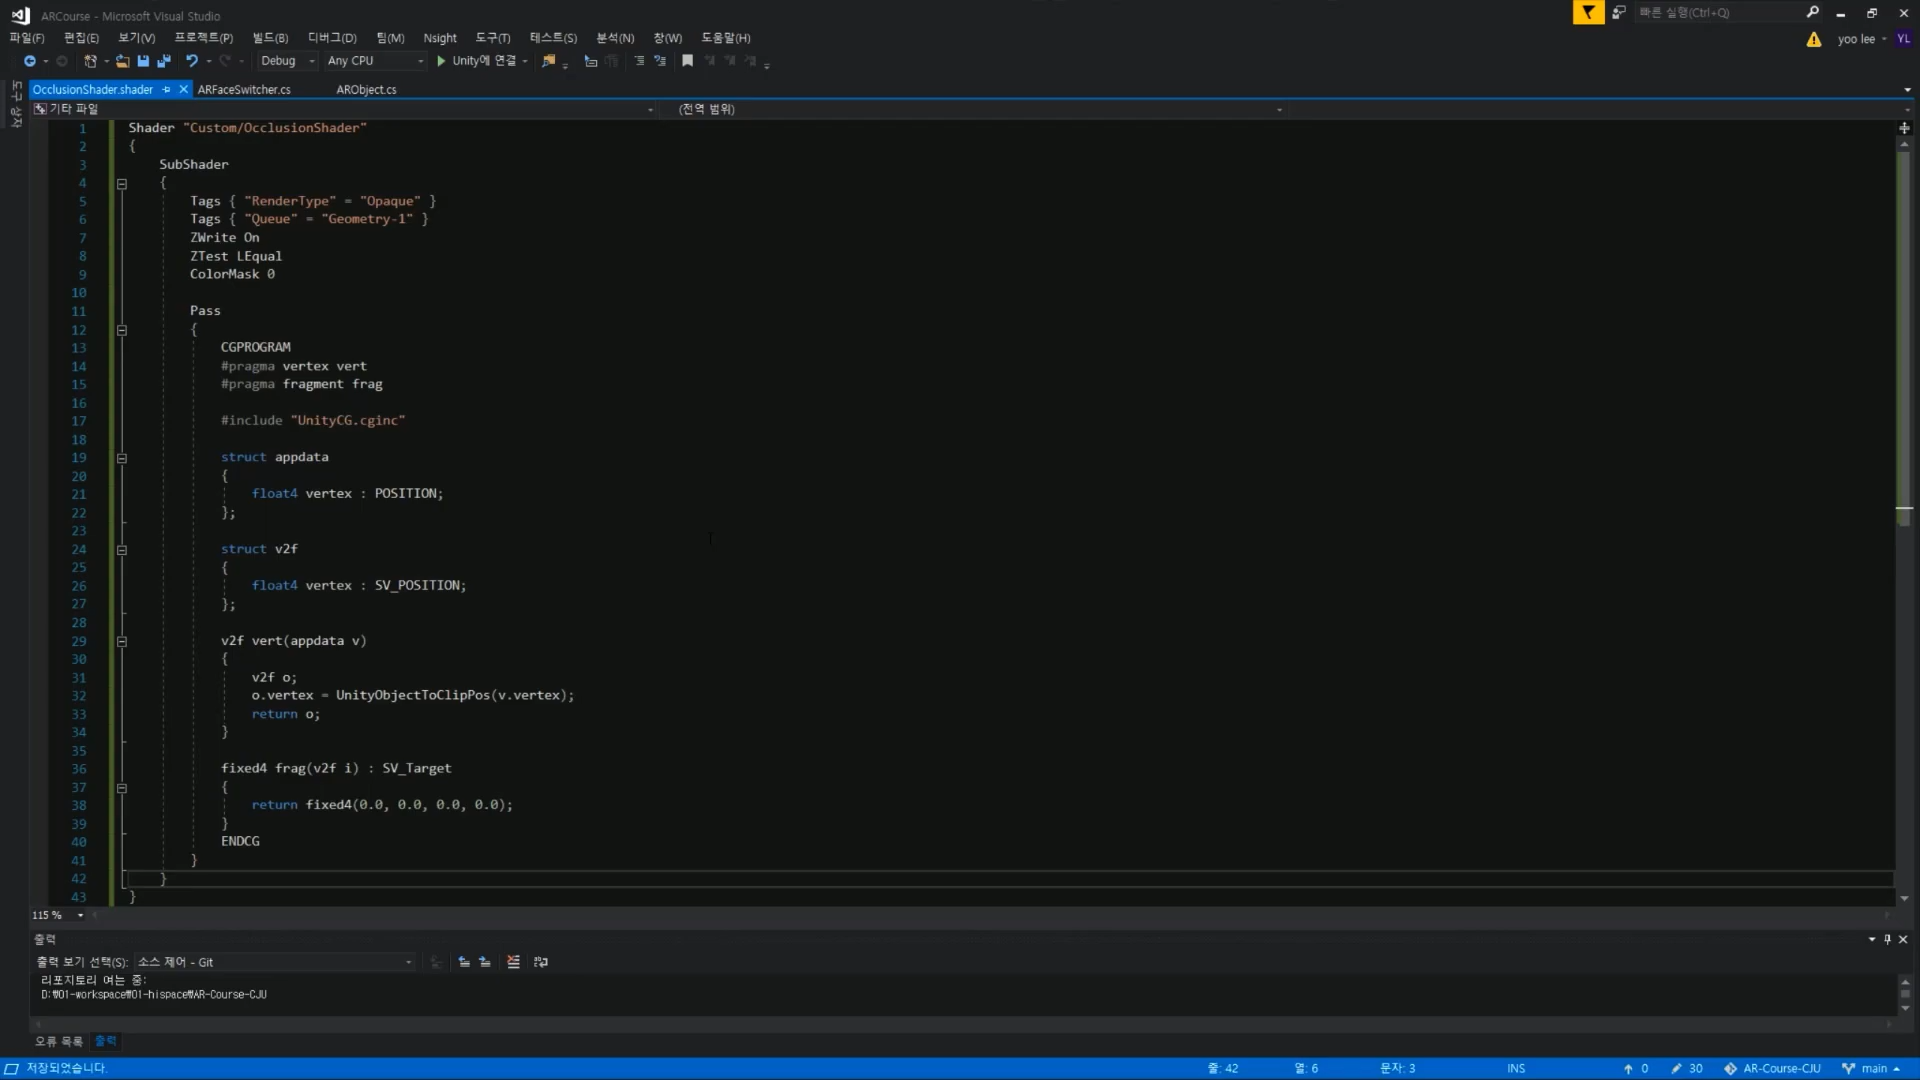 ARCourse - Microsoft Visual Studio
빠른 실행(Ctrl+Q)
파일(F) 편집(E) 보기(V) 프로젝트(P) 빌드(B) 디버그(D) 팀(M) Nsight 도구(T) 테스트(S) 분석(N) 창(W) 도움말(H)
yoo lee YL
Debug Any CPU Unity에 연결
도구 상자
OcclusionShader.shader ARFaceSwitcher.cs ARObject.cs
기타 파일 (전역 범위)
1 Shader "Custom/OcclusionShader"
2 {
3 SubShader
4 {
5 Tags { "RenderType" = "Opaque" }
6 Tags { "Queue" = "Geometry-1" }
7 ZWrite On
8 ZTest LEqual
9 ColorMask 0
10
11 Pass
12 {
13 CGPROGRAM
14 #pragma vertex vert
15 #pragma fragment frag
16
17 #include "UnityCG.cginc"
18
19 struct appdata
20 {
21 float4 vertex : POSITION;
22 };
23
24 struct v2f
25 {
26 float4 vertex : SV_POSITION;
27 };
28
29 v2f vert(appdata v)
30 {
31 v2f o;
32 o.vertex = UnityObjectToClipPos(v.vertex);
33 return o;
34 }
35
36 fixed4 frag(v2f i) : SV_Target
37 {
38 return fixed4(0.0, 0.0, 0.0, 0.0);
39 }
40 ENDCG
41 }
42 }
43 }
115 %
출력
출력 보기 선택(S): 소스 제어 - Git
리포지토리 여는 중:
D:₩01-workspace₩01-hispace₩AR-Course-CJU
오류 목록 출력
저장되었습니다. 줄: 42 열: 6 문자: 3 INS 0 30 AR-Course-CJU main